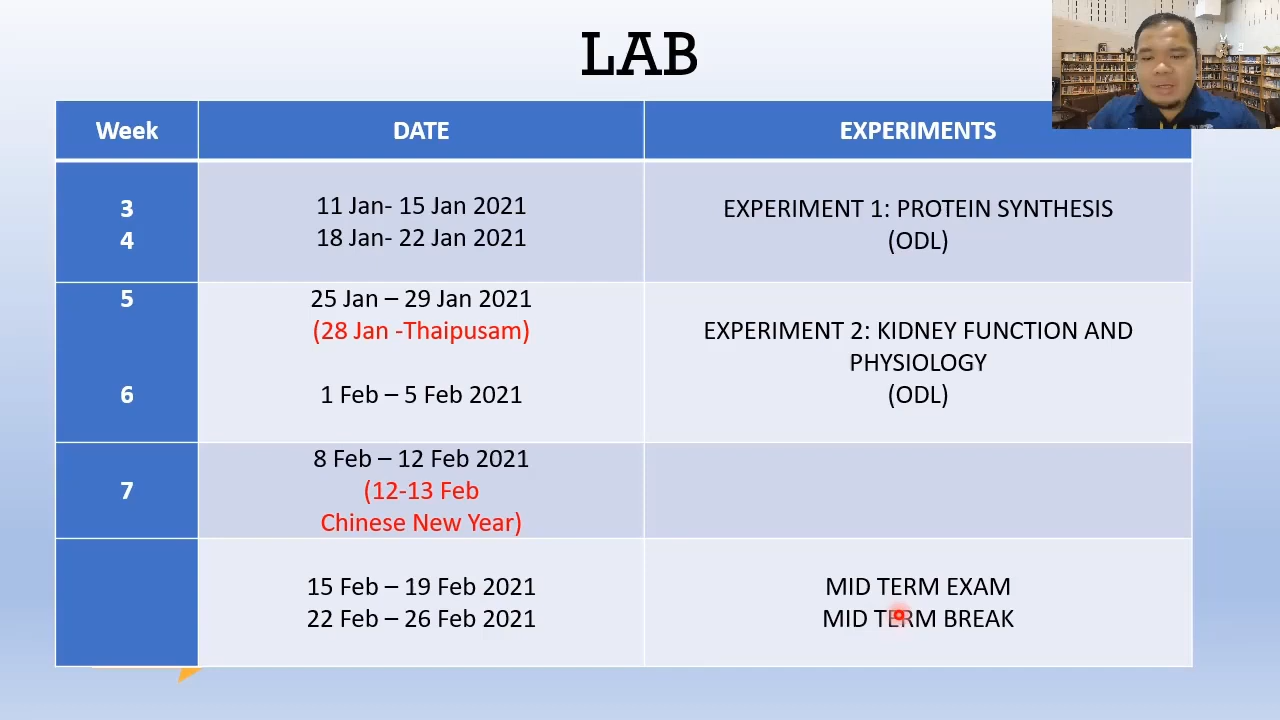 LAB
Week DATE EXPERIMENTS
3 11 Jan- 15 Jan 2021 EXPERIMENT 1: PROTEIN SYNTHESIS
4 18 Jan- 22 Jan 2021 (ODL)
5 25 Jan – 29 Jan 2021
(28 Jan -Thaipusam) EXPERIMENT 2: KIDNEY FUNCTION AND
PHYSIOLOGY
6 1 Feb – 5 Feb 2021 (ODL)
8 Feb – 12 Feb 2021
7 (12-13 Feb
Chinese New Year)
15 Feb – 19 Feb 2021 MID TERM EXAM
22 Feb – 26 Feb 2021 MID TERM BREAK